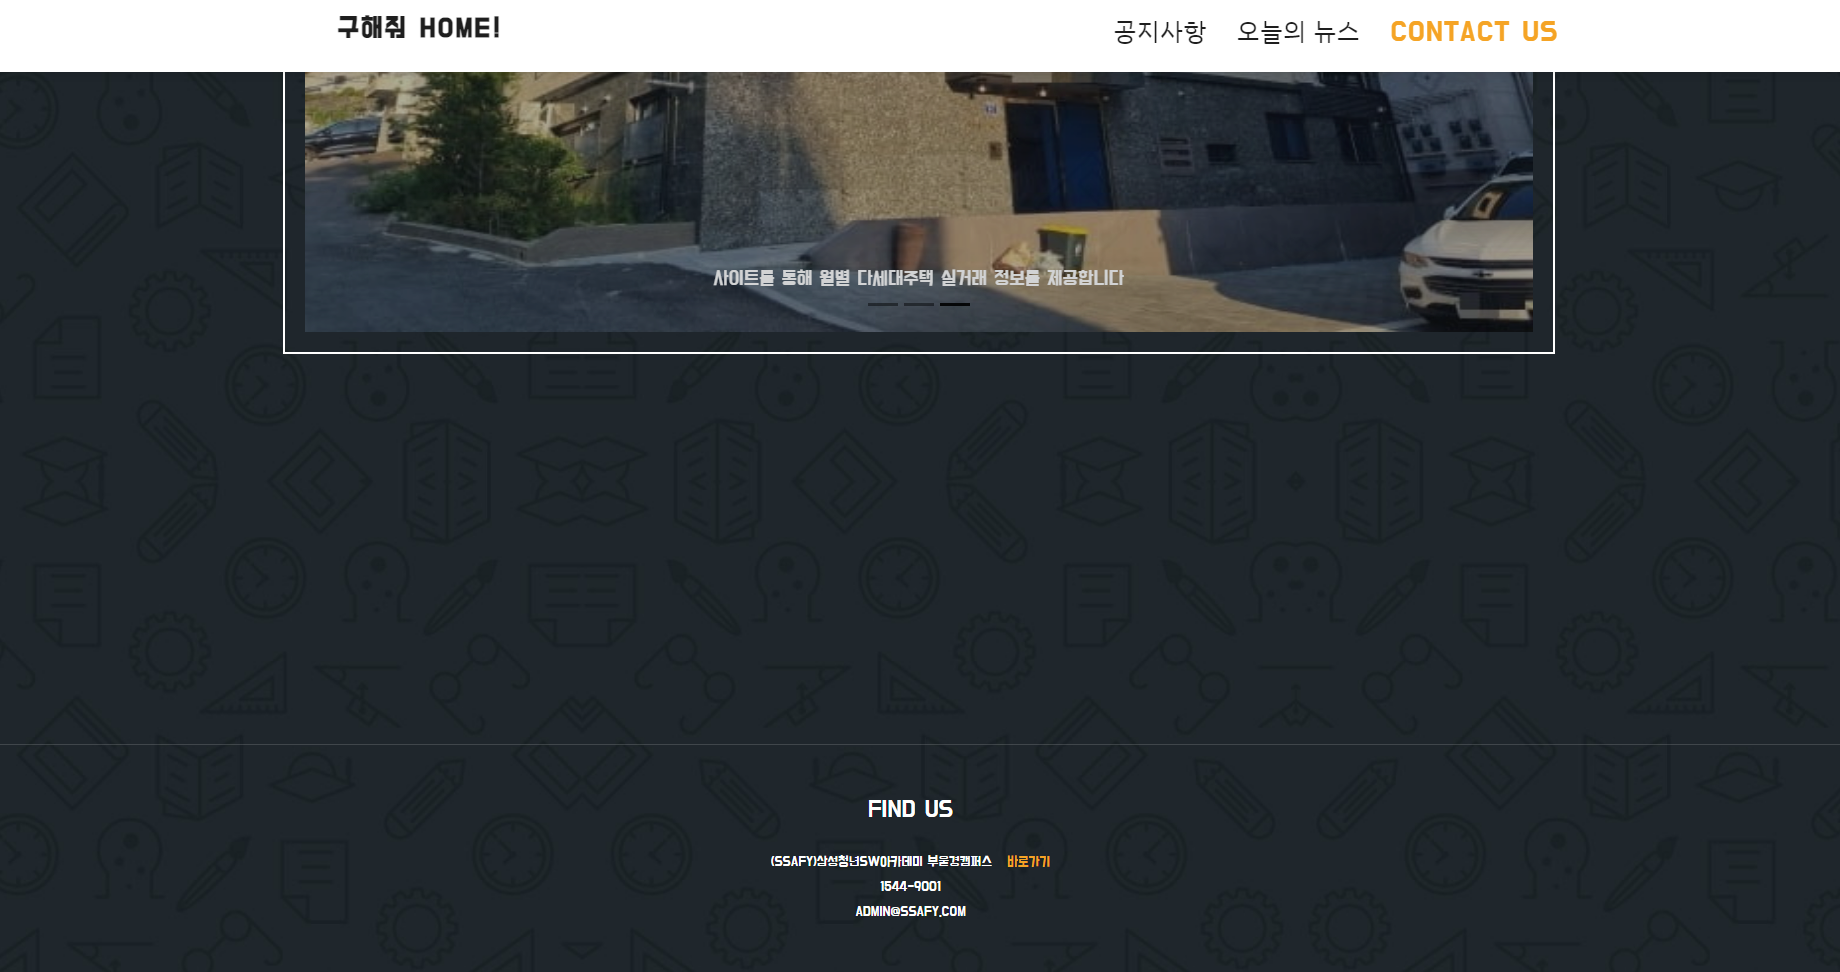 구해줘 HOME!
공지사항 오늘의 뉴스 CONTACT US
사이트를 통해 월별 다세대주택 실거래 정보를 제공합니다
FIND US
(SSAFY)삼성청년SW아카데미 부울경캠퍼스 바로가기
1544-9001
ADMIN@SSAFY.COM